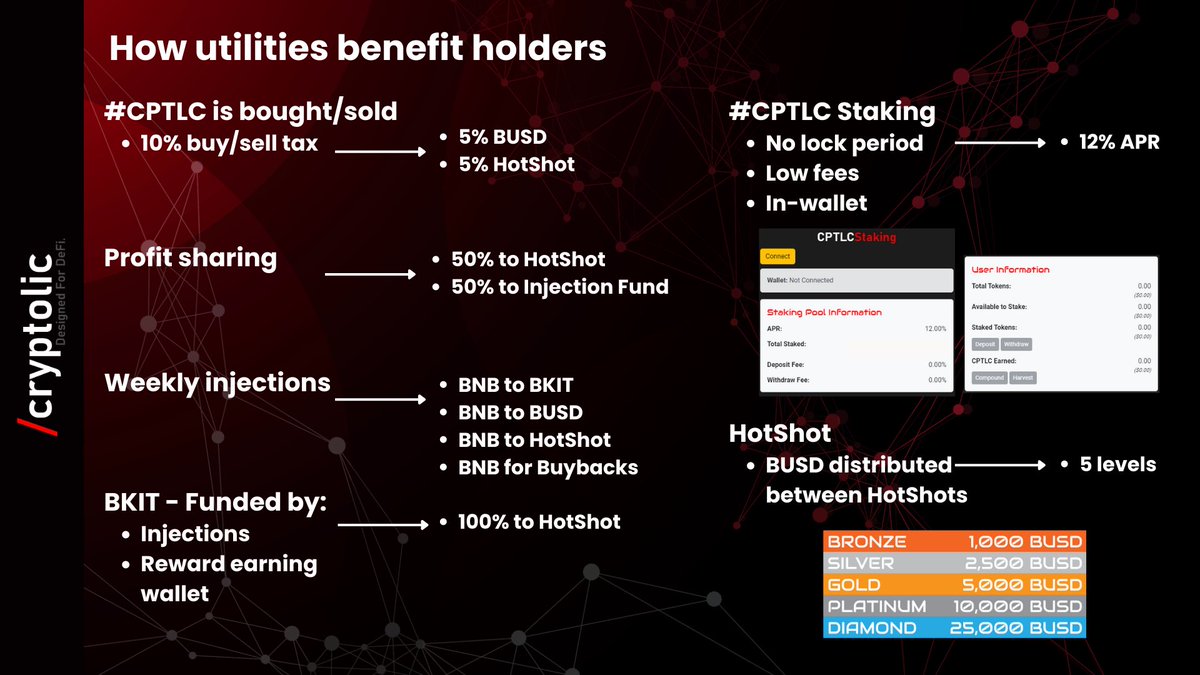 How utilities benefit holders
#CPTLC is bought/sold
• 10% buy/sell tax
• 5% BUSD
• 5% HotShot
Profit sharing
• 50% to HotShot
• 50% to Injection Fund
Weekly injections
• BNB to BKIT
• BNB to BUSD
• BNB to HotShot
• BNB for Buybacks
BKIT - Funded by:
• Injections
• Reward earning
wallet
• 100% to HotShot
#CPTLC Staking
• No lock period
• Low fees
• In-wallet
• 12% APR
CPTLCStaking
Connect
Wallet: Not Connected
Staking Pool Information
APR: 12.00%
Total Staked:
Deposit Fee: 0.00%
Withdraw Fee: 0.00%
User Information
Total Tokens: 0.00
($0.00)
Available to Stake: 0.00
($0.00)
Staked Tokens: 0.00
($0.00)
Deposit Withdraw
CPTLC Earned: 0.00
($0.00)
Compound Harvest
HotShot
• BUSD distributed
between HotShots
• 5 levels
BRONZE 1,000 BUSD
SILVER 2,500 BUSD
GOLD 5,000 BUSD
PLATINUM 10,000 BUSD
DIAMOND 25,000 BUSD
/cryptolic
Designed For DeFi.